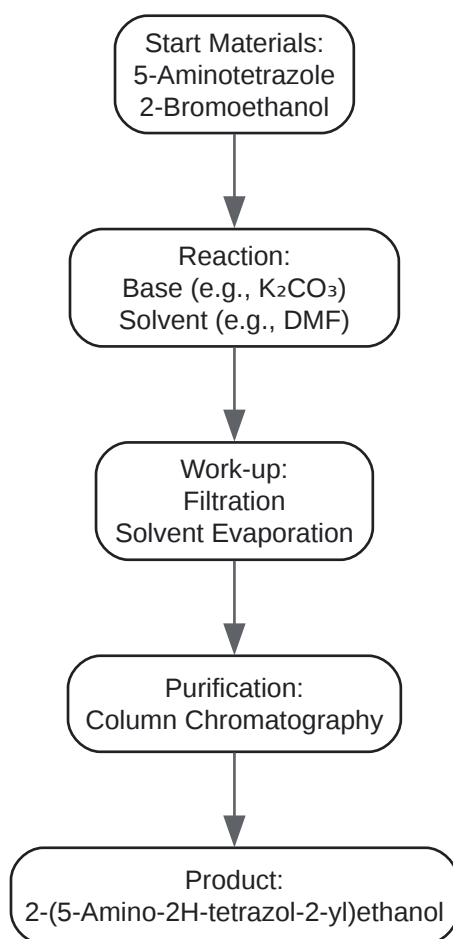 Start Materials:
5-Aminotetrazole
2-Bromoethanol
Reaction:
Base (e.g., K₂CO₃)
Solvent (e.g., DMF)
Work-up:
Filtration
Solvent Evaporation
Purification:
Column Chromatography
Product:
2-(5-Amino-2H-tetrazol-2-yl)ethanol